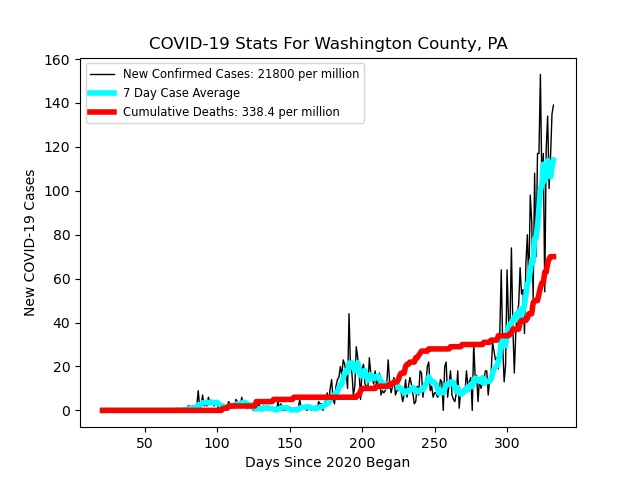 COVID-19 Stats For Washington County, PA
New Confirmed Cases: 21800 per million
7 Day Case Average
Cumulative Deaths: 338.4 per million
New COVID-19 Cases
160
140
120
100
80
60
40
20
0
50
100
150
200
250
300
Days Since 2020 Began